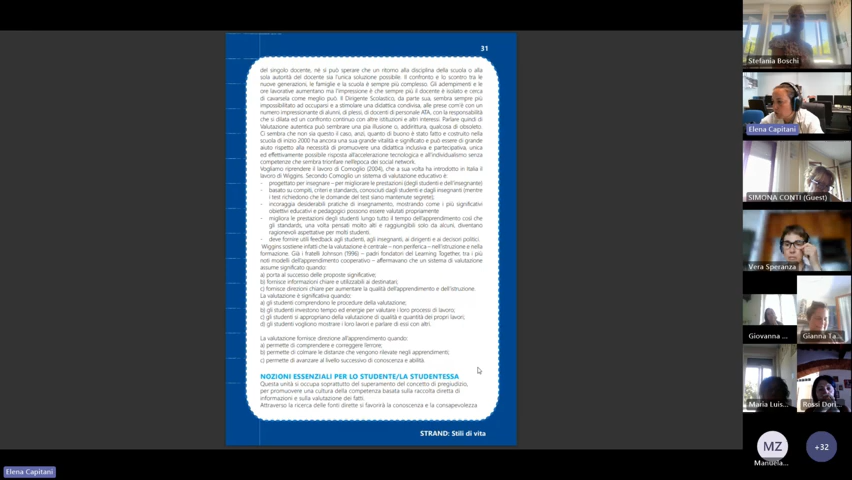 31
del singolo docente, né si può sperare che un ritorno alla disciplina della scuola o alla
sola autorità del docente sia l'unica soluzione possibile. Il confronto e lo scontro tra le
nuove generazioni, le famiglie e la scuola è sempre più complesso. Gli adempimenti e le
ore lavorative aumentano ma l'impressione è che sempre più il docente è isolato e cerca
di cavarsela come meglio può. Il Dirigente Scolastico, da parte sua, sembra sempre più
impossibilitato ad occuparsi e a stimolare una didattica condivisa, alle prese com'è con un
numero impressionante di alunni, di plessi, di docenti di personale ATA, con la responsabilità
che si dilata ed un confronto continuo con altre istituzioni e altri interessi. Parlare quindi di
Valutazione autentica può sembrare una pia illusione o, addirittura, qualcosa di obsoleto.
Ci sembra che non sia questo il caso, anzi, quanto di buono è stato fatto e costruito nella
scuola di inizio 2000 ha ancora una sua grande vitalità e significato e può essere di grande
aiuto rispetto alla necessità di promuovere una didattica inclusiva e partecipativa, unica
ed effettivamente possibile risposta all'accelerazione tecnologica e all'individualismo senza
competenze che sembra trionfare nell'epoca dei social network.
Vogliamo riprendere il lavoro di Comoglio (2004), che a sua volta ha introdotto in Italia il
lavoro di Wiggins. Secondo Comoglio un sistema di valutazione educativo è:
- progettato per insegnare – per migliorare le prestazioni (degli studenti e dell'insegnante)
- basato su compiti, criteri e standards, conosciuti dagli studenti e dagli insegnanti (mentre
i test richiedono che le domande del test siano mantenute segrete);
- incoraggia desiderabili pratiche di insegnamento, mostrando come i più significativi
obiettivi educativi e pedagogici possono essere valutati propriamente
- migliora le prestazioni degli studenti lungo tutto il tempo dell'apprendimento così che
gli standards, una volta pensati molto alti e raggiungibili solo da alcuni, diventano
ragionevoli aspettative per molti studenti.
- deve fornire utili feedback agli studenti, agli insegnanti, ai dirigenti e ai decisori politici.
Wiggins sostiene infatti che la valutazione è centrale – non periferica – nell'istruzione e nella
formazione. Già i fratelli Johnson (1996) – padri fondatori del Learning Together, tra i più
noti modelli dell'apprendimento cooperativo – affermavano che un sistema di valutazione
assume significato quando:
a) porta al successo delle proposte significative;
b) fornisce informazioni chiare e utilizzabili ai destinatari;
c) fornisce direzioni chiare per aumentare la qualità dell'apprendimento e dell'istruzione.
La valutazione è significativa quando:
a) gli studenti comprendono le procedure della valutazione;
b) gli studenti investono tempo ed energie per valutare i loro processi di lavoro;
c) gli studenti si appropriano della valutazione di qualità e quantità dei propri lavori;
d) gli studenti vogliono mostrare i loro lavori e parlare di essi con altri.
La valutazione fornisce direzione all'apprendimento quando:
a) permette di comprendere e correggere l'errore;
b) permette di colmare le distanze che vengono rilevate negli apprendimenti;
c) permette di avanzare al livello successivo di conoscenza e abilità.
NOZIONI ESSENZIALI PER LO STUDENTE/LA STUDENTESSA
Questa unità si occupa soprattutto del superamento del concetto di pregiudizio,
per promuovere una cultura della competenza basata sulla raccolta diretta di
informazioni e sulla valutazione dei fatti.
Attraverso la ricerca delle fonti dirette si favorirà la conoscenza e la consapevolezza
STRAND: Stili di vita
Stefania Boschi
Elena Capitani
SIMONA CONTI (Guest)
Vera Speranza
Giovanna ...
Gianna Ta...
Maria Luis...
Rossi Dori...
MZ
+32
Manuela...
Elena Capitani